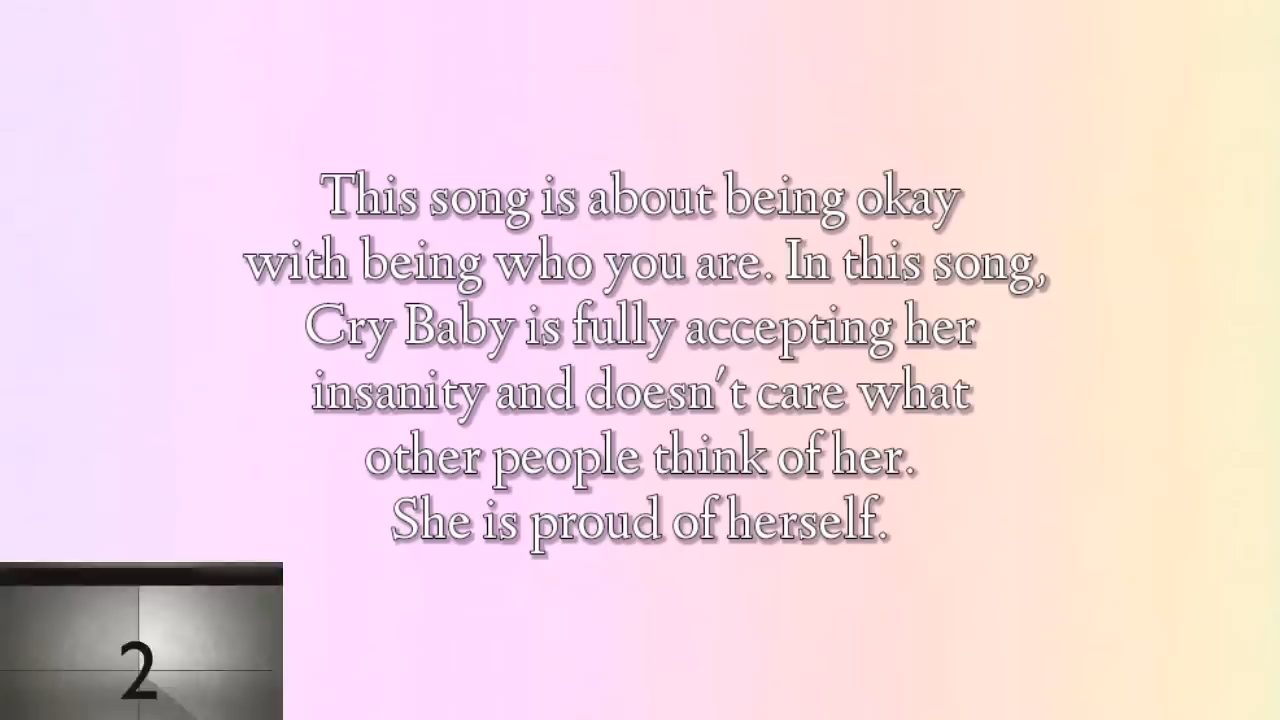 This song is about being okay
with being who you are. In this song,
Cry Baby is fully accepting her
insanity and doesn't care what
other people think of her.
She is proud of herself.
2